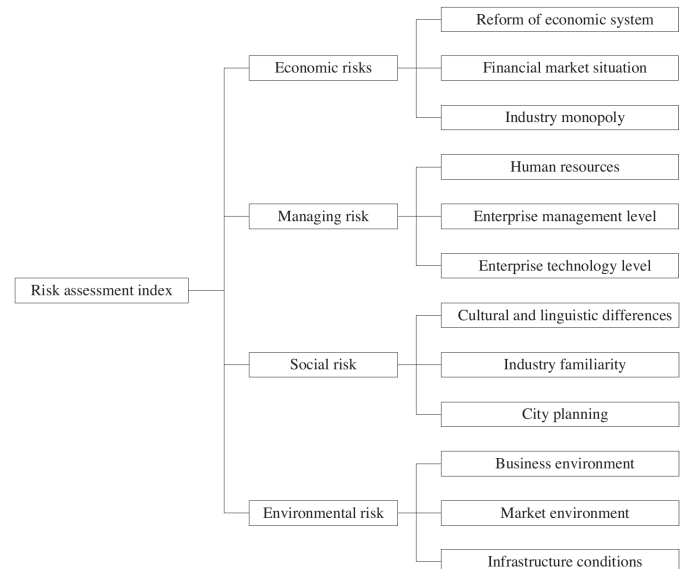 Risk assessment index
Economic risks
Reform of economic system
Financial market situation
Industry monopoly
Managing risk
Human resources
Enterprise management level
Enterprise technology level
Social risk
Cultural and linguistic differences
Industry familiarity
City planning
Environmental risk
Business environment
Market environment
Infrastructure conditions